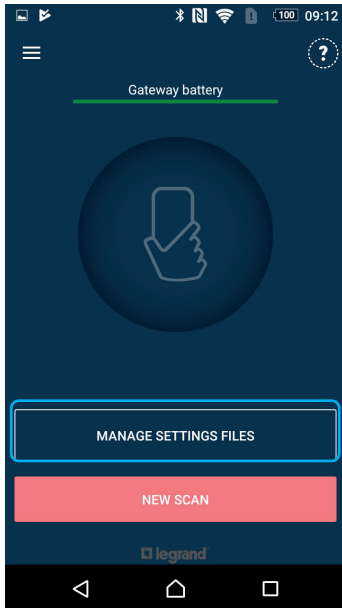 100 09:12
?
Gateway battery
MANAGE SETTINGS FILES
NEW SCAN
legrand